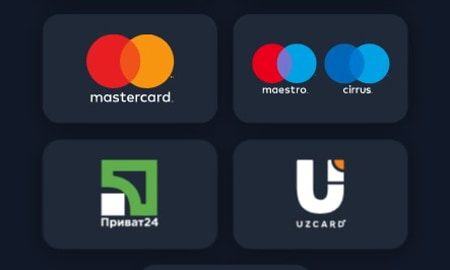 mastercard.
maestro.
cirrus.
Приват24
UZCARD